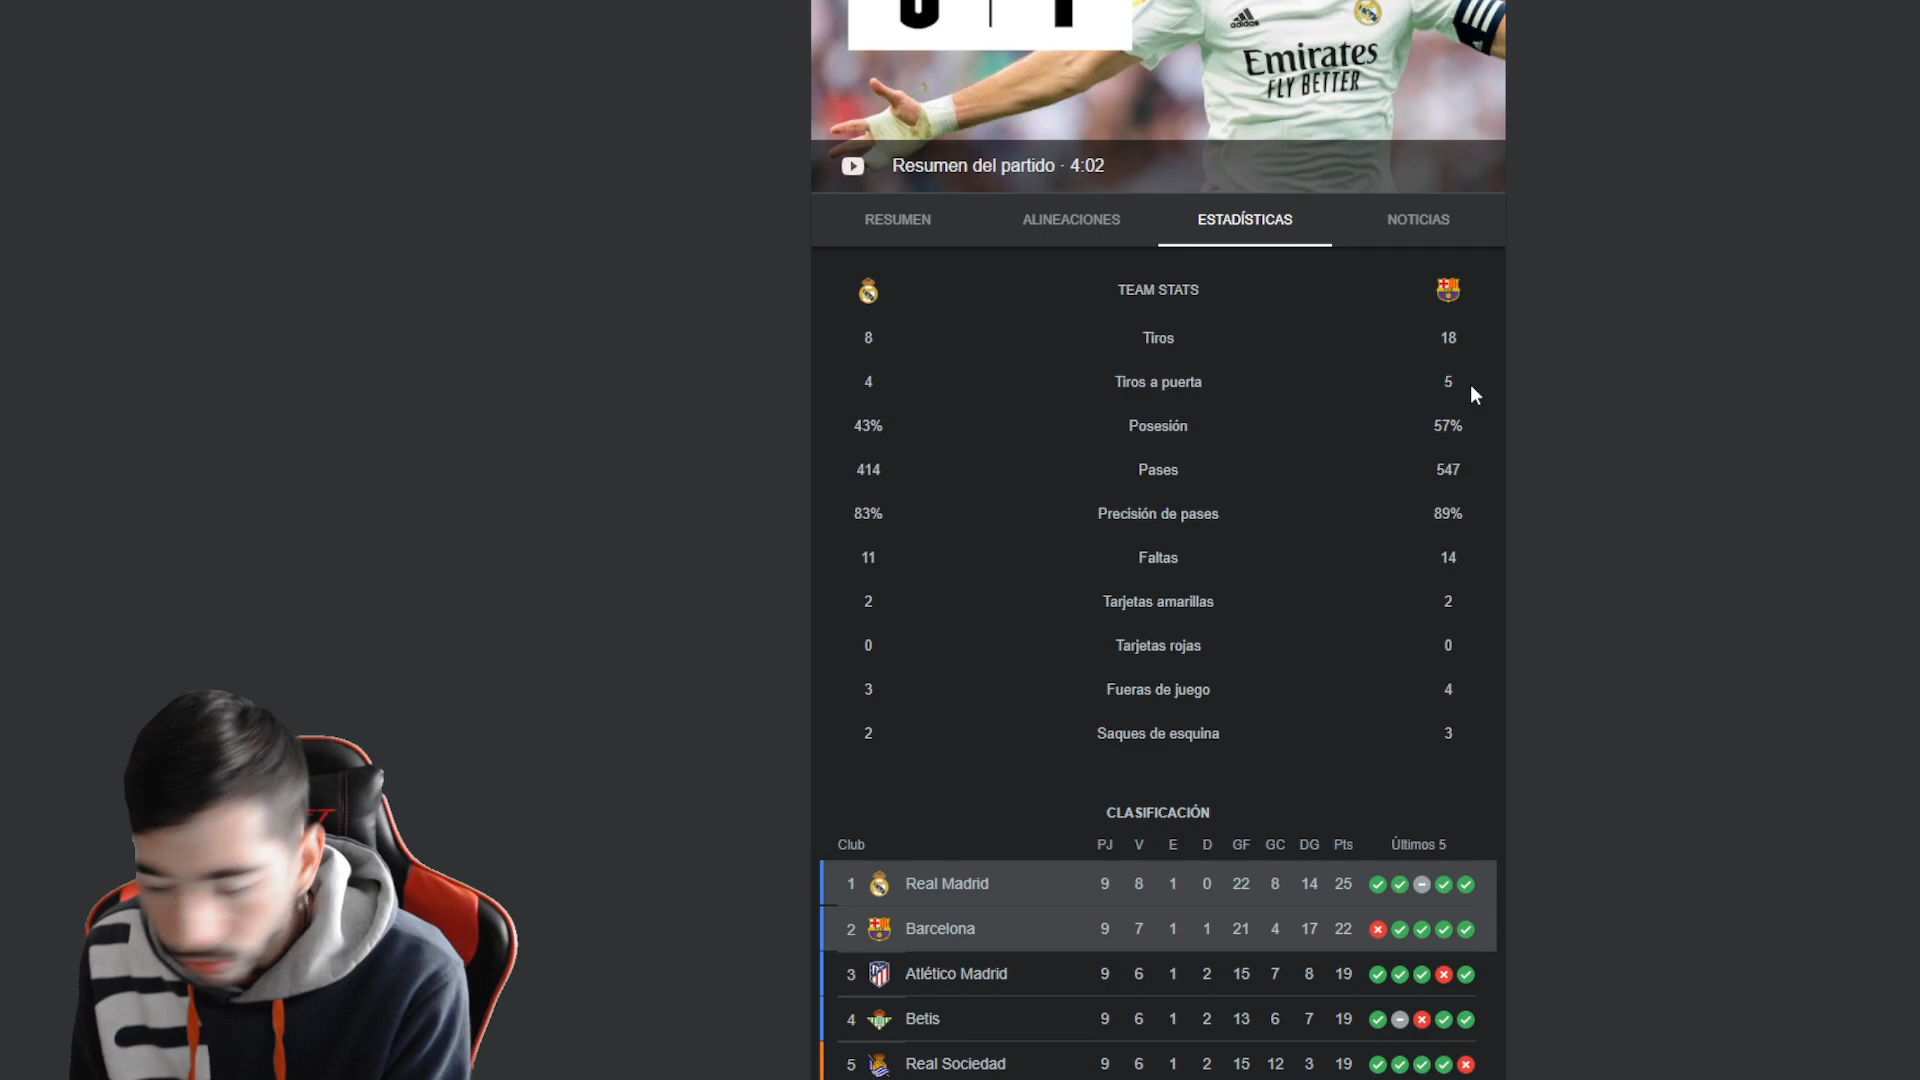 adidas
Emirates
FLY BETTER
Resumen del partido · 4:02
RESUMEN ALINEACIONES ESTADÍSTICAS NOTICIAS
TEAM STATS
8 Tiros 18
4 Tiros a puerta 5
43% Posesión 57%
414 Pases 547
83% Precisión de pases 89%
11 Faltas 14
2 Tarjetas amarillas 2
0 Tarjetas rojas 0
3 Fueras de juego 4
2 Saques de esquina 3
CLASIFICACIÓN
Club PJ V E D GF GC DG Pts Últimos 5
1 Real Madrid 9 8 1 0 22 8 14 25
2 Barcelona 9 7 1 1 21 4 17 22
3 Atlético Madrid 9 6 1 2 15 7 8 19
4 Betis 9 6 1 2 13 6 7 19
5 Real Sociedad 9 6 1 2 15 12 3 19